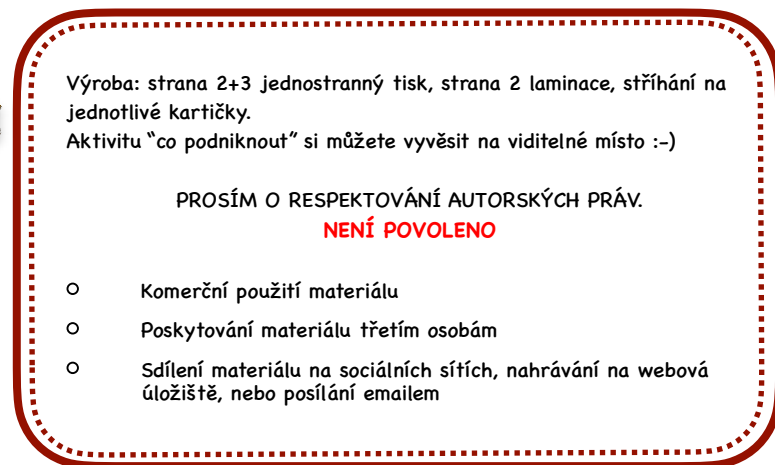 Výroba: strana 2+3 jednostranný tisk, strana 2 laminace, stříhání na
jednotlivé kartičky.
Aktivitu “co podniknout” si můžete vyvěsit na viditelné místo :-)
PROSÍM O RESPEKTOVÁNÍ AUTORSKÝCH PRÁV.
NENÍ POVOLENO
Komerční použití materiálu
Poskytování materiálu třetím osobám
Sdílení materiálu na sociálních sítích, nahrávání na webová
úložiště, nebo posílání emailem